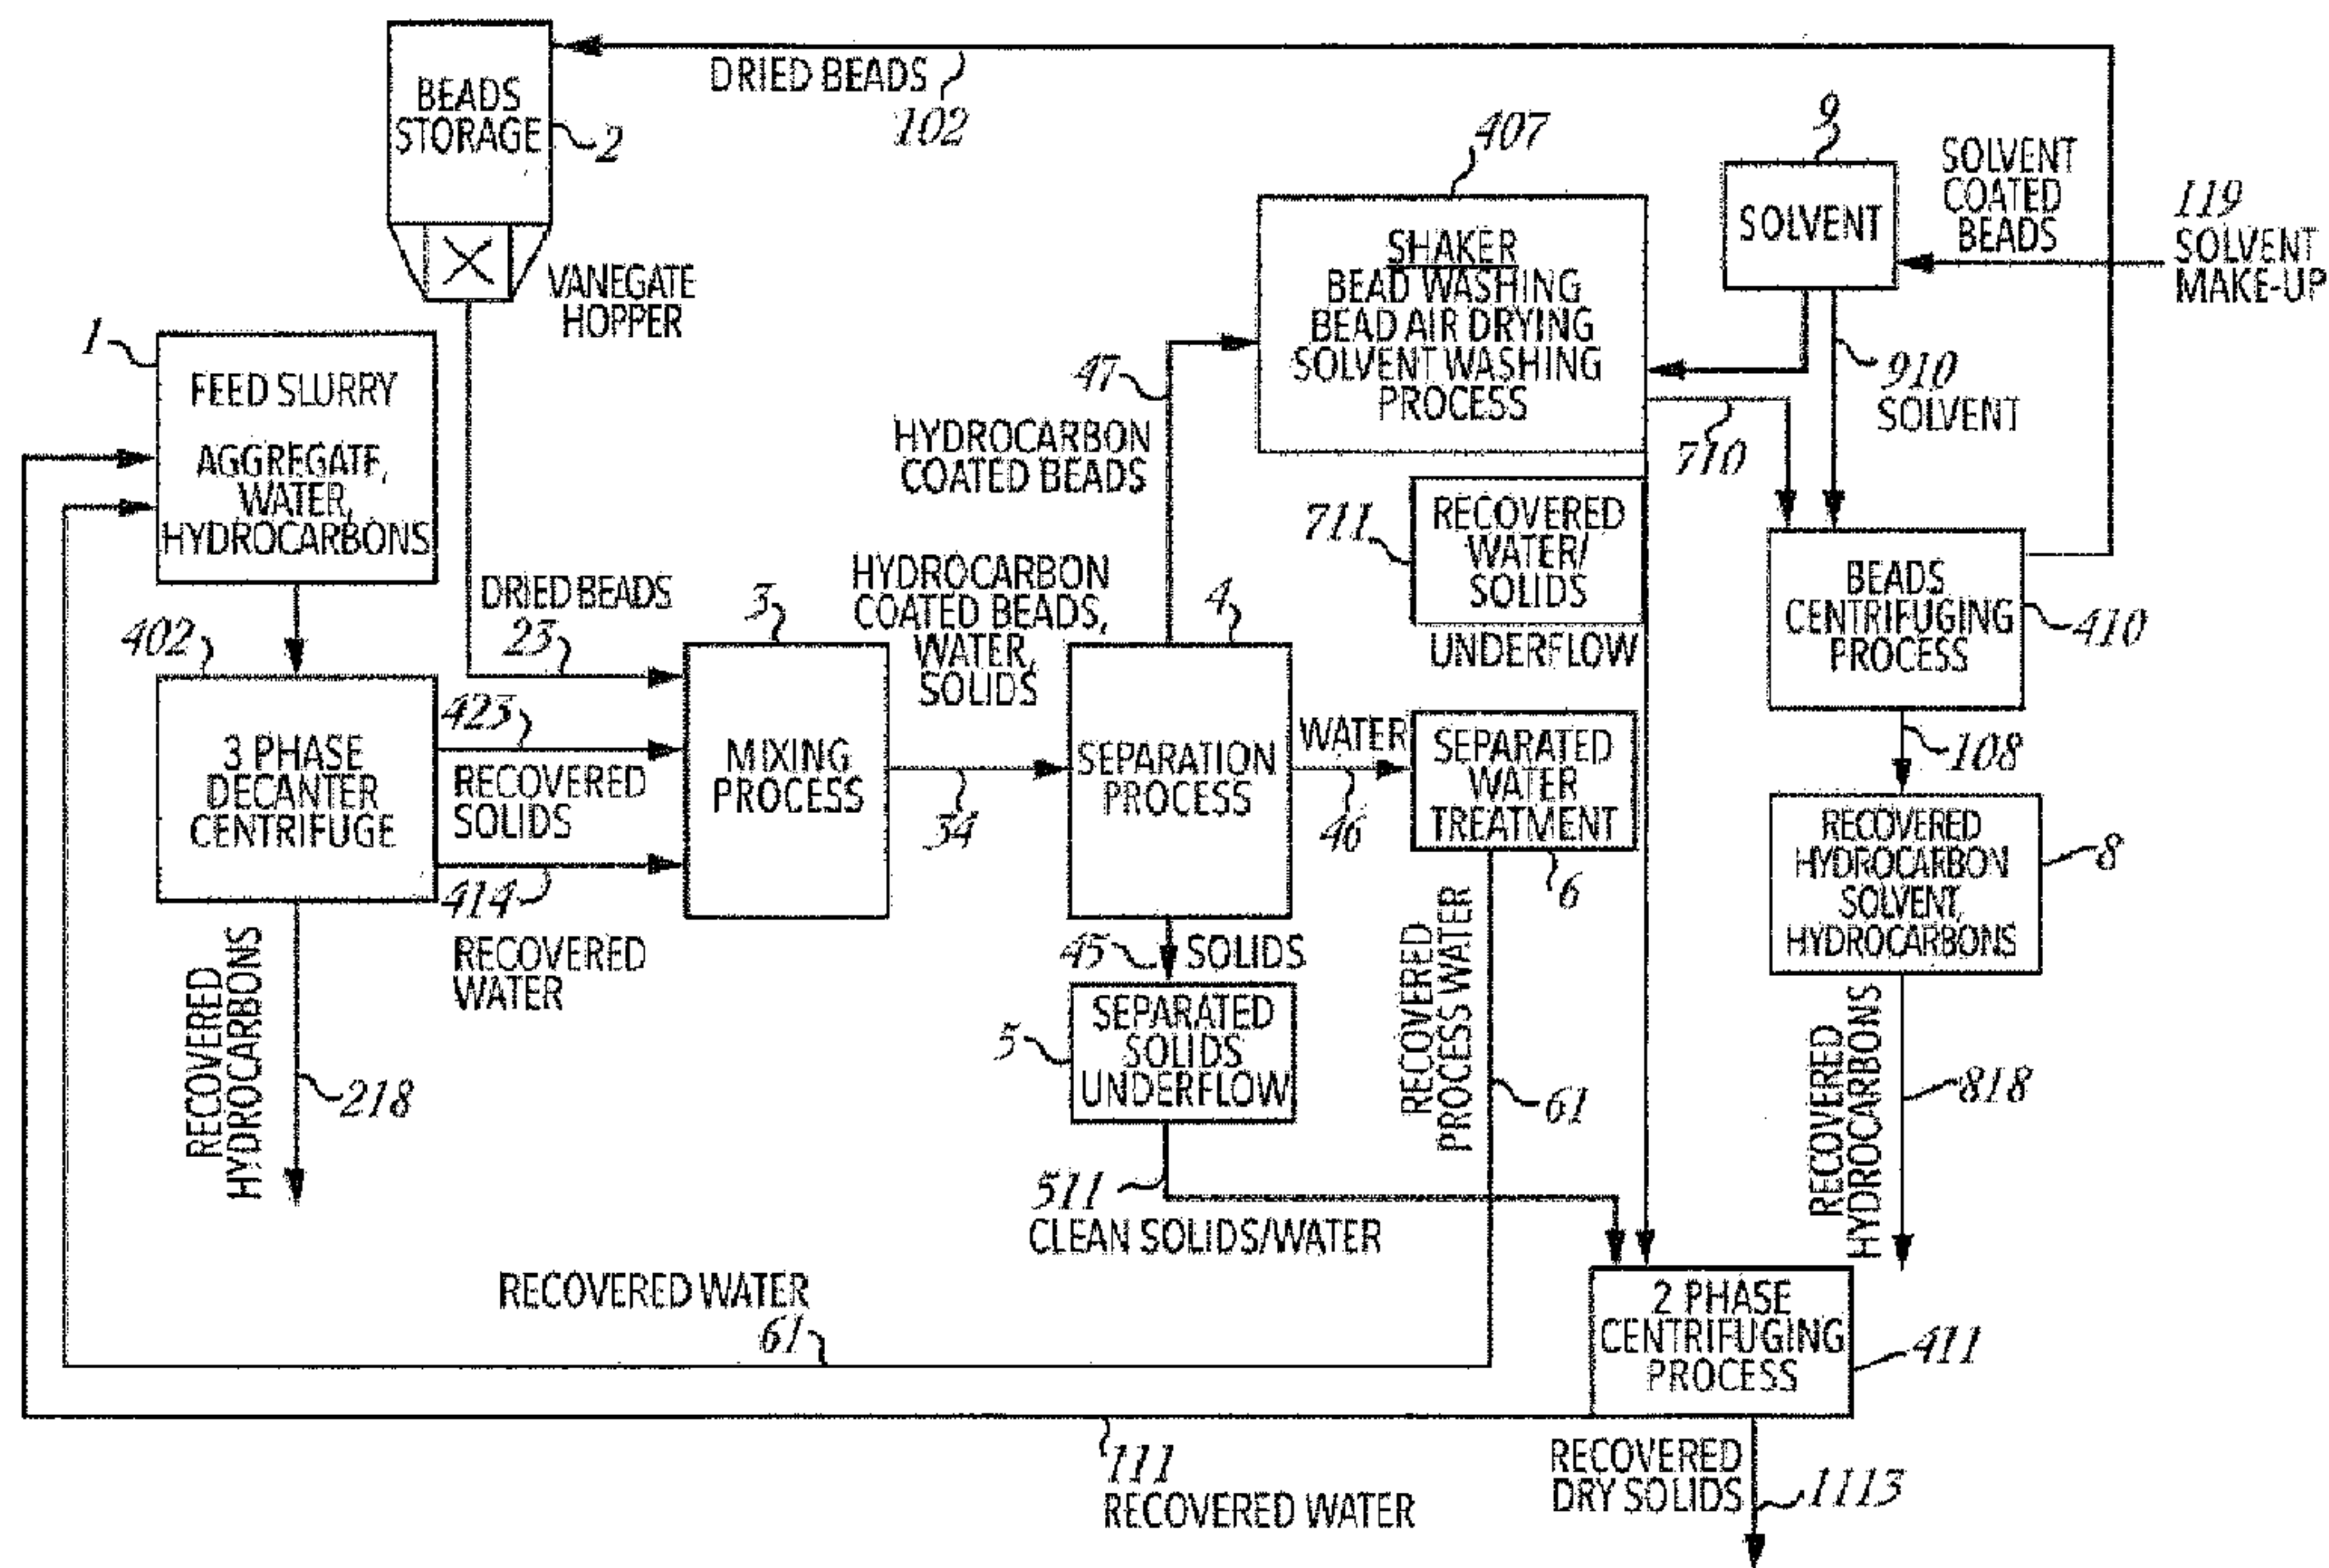 BEADS
STORAGE
2
VANEGATE
HOPPER
DRIED BEADS
102
407
SHAKER
BEAD WASHING
BEAD AIR DRYING
SOLVENT WASHING
PROCESS
9
SOLVENT
SOLVENT
COATED
BEADS
119
SOLVENT
MAKE-UP
1
FEED SLURRY
AGGREGATE,
WATER,
HYDROCARBONS
47
HYDROCARBON
COATED BEADS
910
SOLVENT
710
711
RECOVERED
WATER/
SOLIDS
UNDERFLOW
BEADS
CENTRIFUGING
PROCESS
410
402
3 PHASE
DECANTER
CENTRIFUGE
DRIED BEADS
23
423
RECOVERED
SOLIDS
414
RECOVERED
WATER
3
MIXING
PROCESS
HYDROCARBON
COATED BEADS,
WATER,
SOLIDS
34
4
SEPARATION
PROCESS
WATER
46
SEPARATED
WATER
TREATMENT
6
108
RECOVERED
HYDROCARBON
SOLVENT,
HYDROCARBONS
8
RECOVERED
HYDROCARBONS
218
45
SOLIDS
5
SEPARATED
SOLIDS
UNDERFLOW
RECOVERED
PROCESS WATER
61
RECOVERED
HYDROCARBONS
818
511
CLEAN SOLIDS/WATER
RECOVERED WATER
61
2 PHASE
CENTRIFUGING
PROCESS
411
111
RECOVERED WATER
RECOVERED
DRY SOLIDS
1113